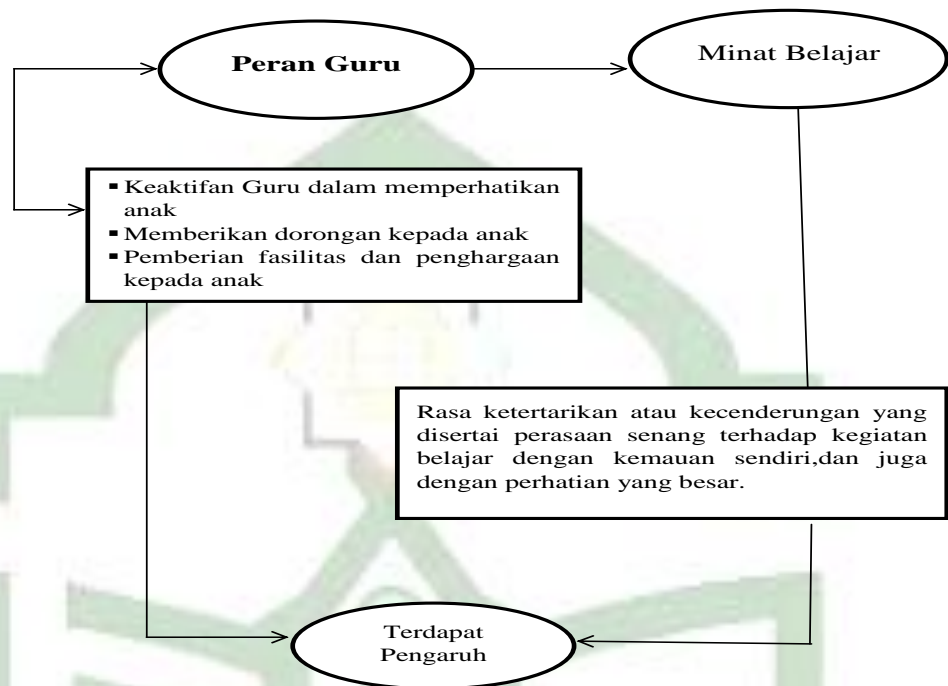 Peran Guru
Minat Belajar
▪ Keaktifan Guru dalam memperhatikan
anak
▪ Memberikan dorongan kepada anak
▪ Pemberian fasilitas dan penghargaan
kepada anak
Rasa ketertarikan atau kecenderungan yang
disertai perasaan senang terhadap kegiatan
belajar dengan kemauan sendiri,dan juga
dengan perhatian yang besar.
Terdapat
Pengaruh